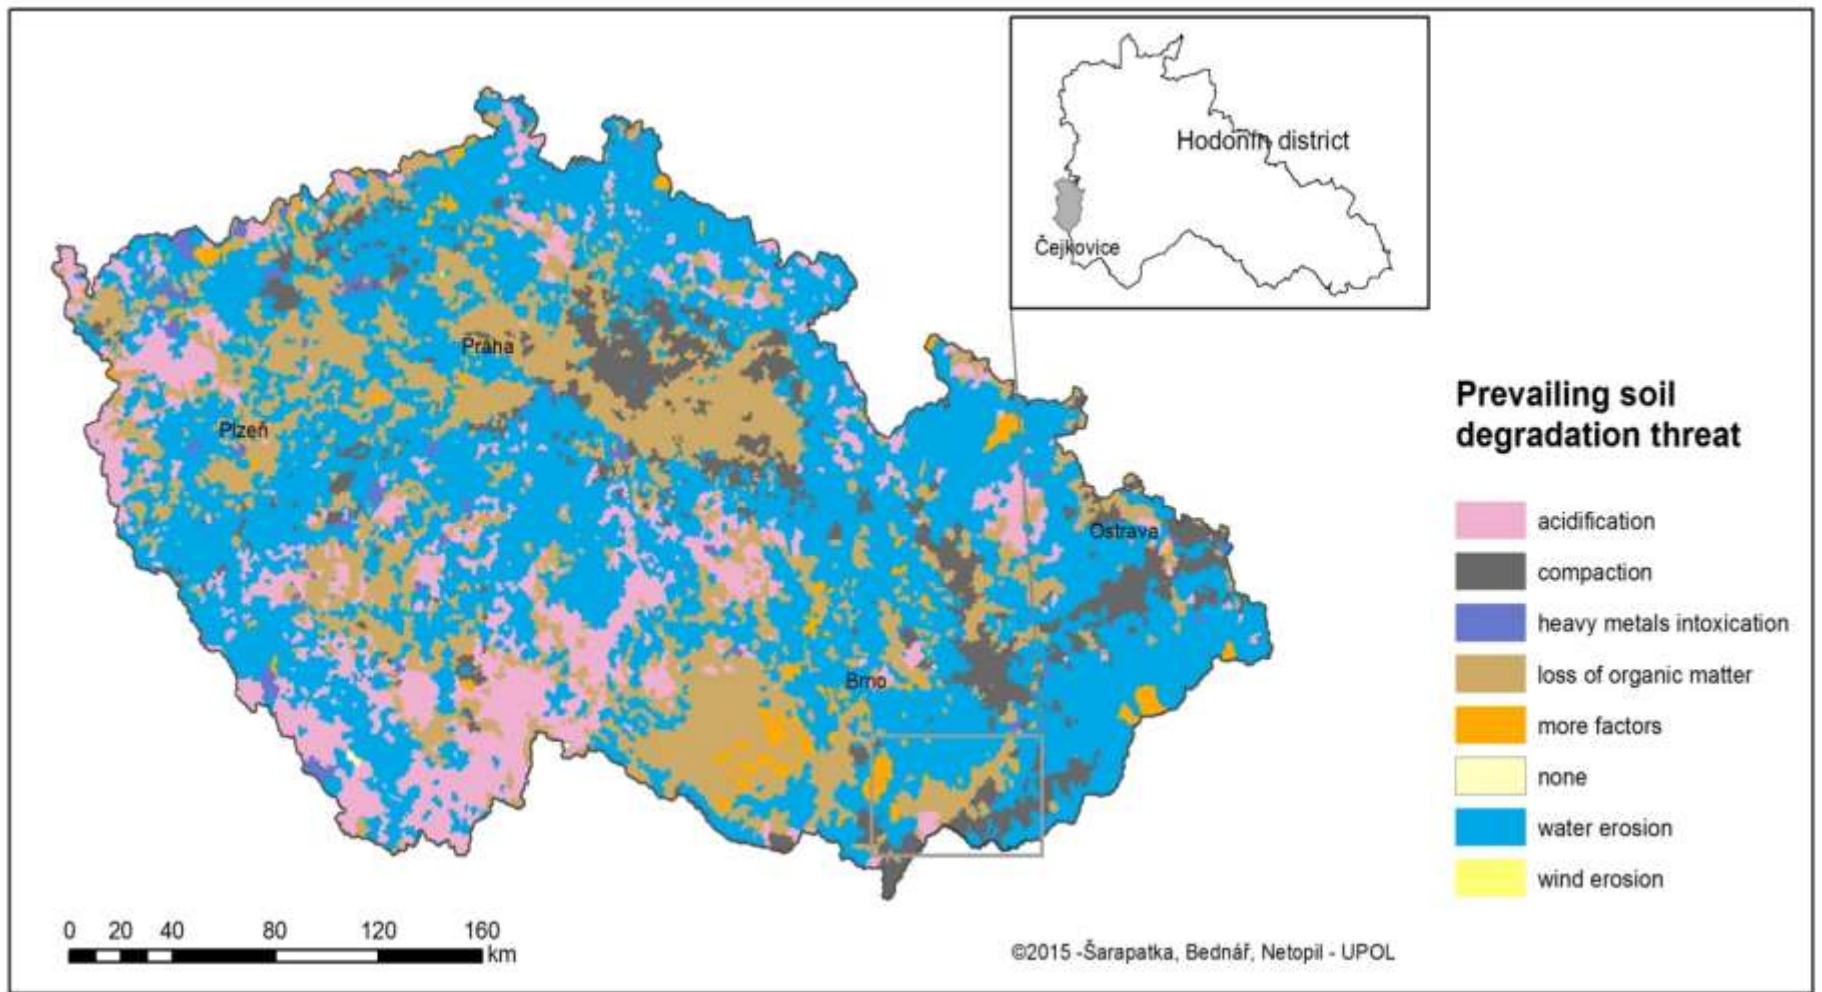 Hodonín district
Čejkovice
Praha
Plzeň
Ostrava
Brno
Prevailing soil
degradation threat
acidification
compaction
heavy metals intoxication
loss of organic matter
more factors
none
water erosion
wind erosion
0 20 40 80 120 160
km
©2015 -Šarapatka, Bednář, Netopil - UPOL